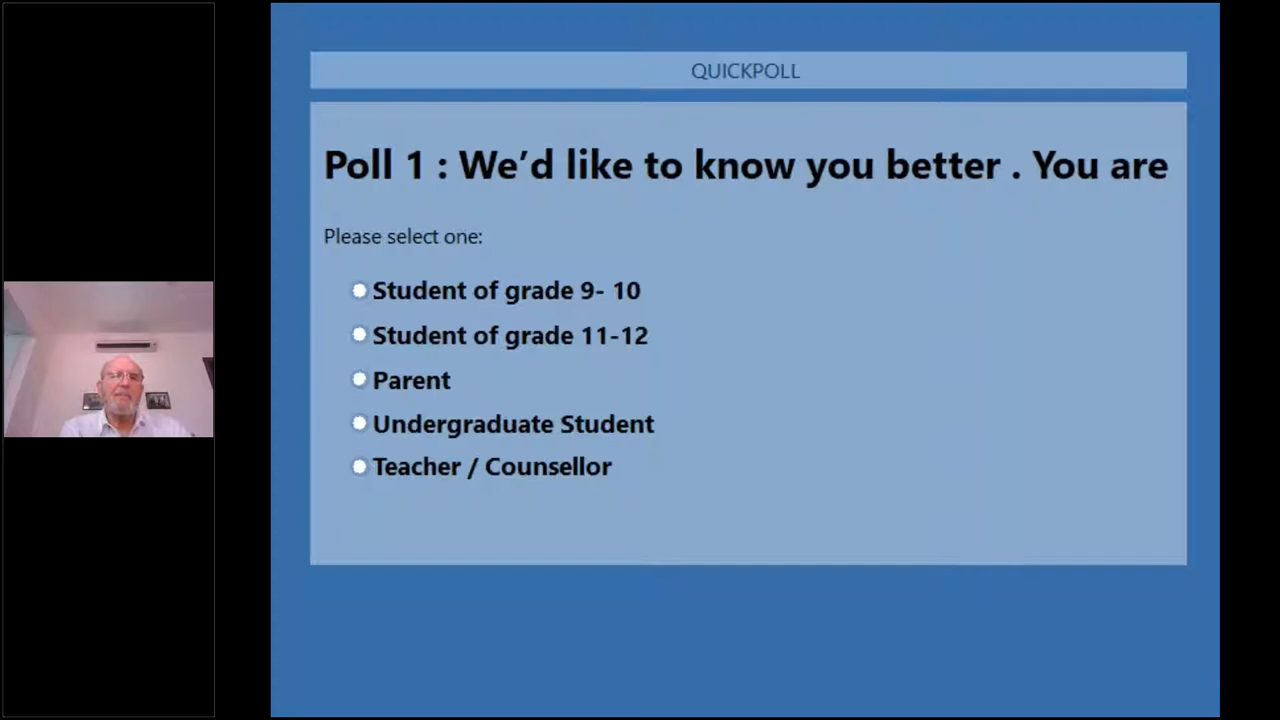 QUICKPOLL
Poll 1 : We’d like to know you better . You are
Please select one:
Student of grade 9- 10
Student of grade 11-12
Parent
Undergraduate Student
Teacher / Counsellor